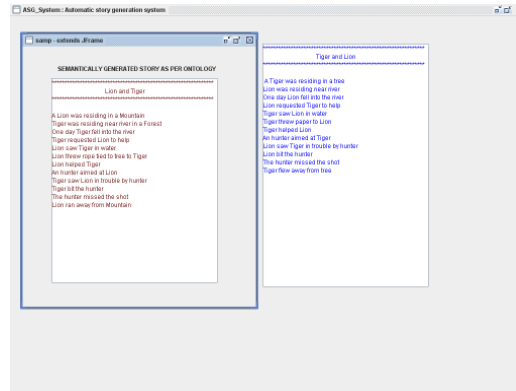 ASG_System : Automatic story generation system
samp - extends JFrame
SEMANTICALLY GENERATED STORY AS PER ONTOLOGY
Lion and Tiger
A Lion was residing in a Mountain
Tiger was residing near river in a Forest
One day Tiger fell into the river
Tiger requested Lion to help
Lion saw Tiger in water
Lion threw rope tied to tree to Tiger
Lion helped Tiger
An hunter aimed at Lion
Tiger saw Lion in trouble by hunter
Tiger bit the hunter
The hunter missed the shot
Lion ran away from Mountain
Tiger and Lion
A Tiger was residing in a tree
Lion was residing near river
One day Lion fell into the river
Lion requested Tiger to help
Tiger saw Lion in water
Tiger threw paper to Lion
Tiger helped Lion
An hunter aimed at Tiger
Lion saw Tiger in trouble by hunter
Lion bit the hunter
The hunter missed the shot
Tiger flew away from tree